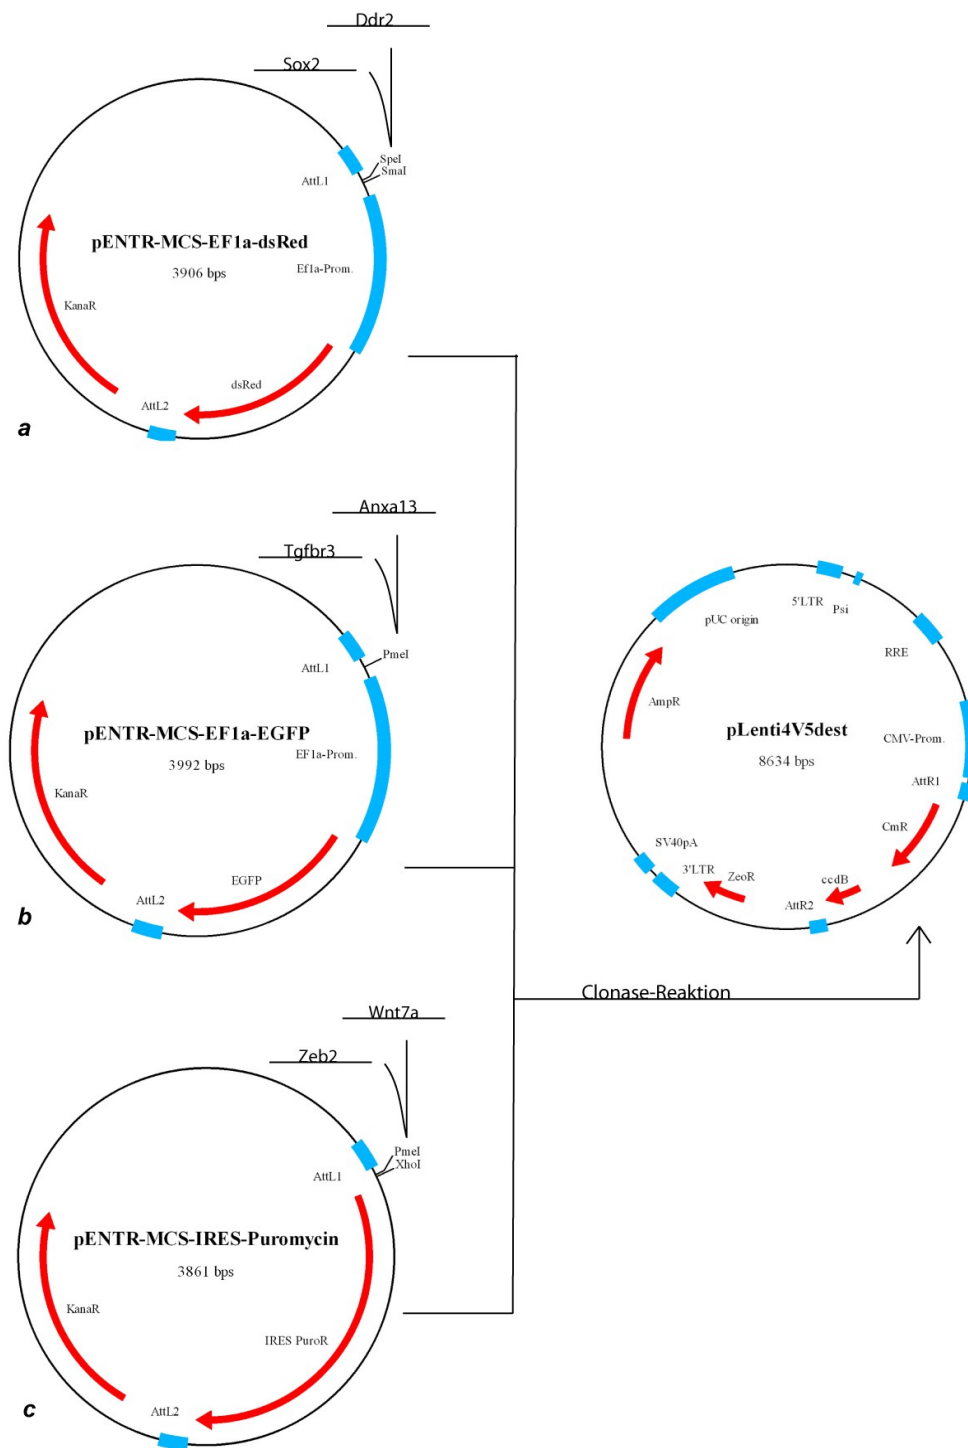 Ddr2
Sox2
SpeI
SmaI
AttL1
pENTR-MCS-EF1a-dsRed
3906 bps
Ef1a-Prom.
KanaR
dsRed
AttL2
a
Anxa13
Tgfbr3
PmeI
AttL1
pENTR-MCS-EF1a-EGFP
3992 bps
EF1a-Prom.
KanaR
EGFP
AttL2
b
5'LTR
Psi
pUC origin
RRE
AmpR
pLenti4V5dest
8634 bps
CMV-Prom.
AttR1
CmR
SV40pA
3'LTR
ZeoR
ccdB
AttR2
Clonase-Reaktion
Wnt7a
Zeb2
PmeI
XhoI
AttL1
pENTR-MCS-IRES-Puromycin
3861 bps
KanaR
IRES PuroR
AttL2
c